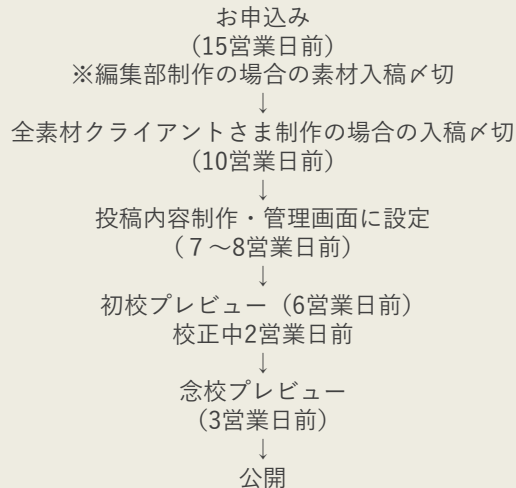 お申込み
(15営業日前)
※編集部制作の場合の素材入稿〆切
↓
全素材クライアントさま制作の場合の入稿〆切
(10営業日前)
↓
投稿内容制作・管理画面に設定
(７～8営業日前)
↓
初校プレビュー（6営業日前）
校正中2営業日前
↓
念校プレビュー
(3営業日前)
↓
公開